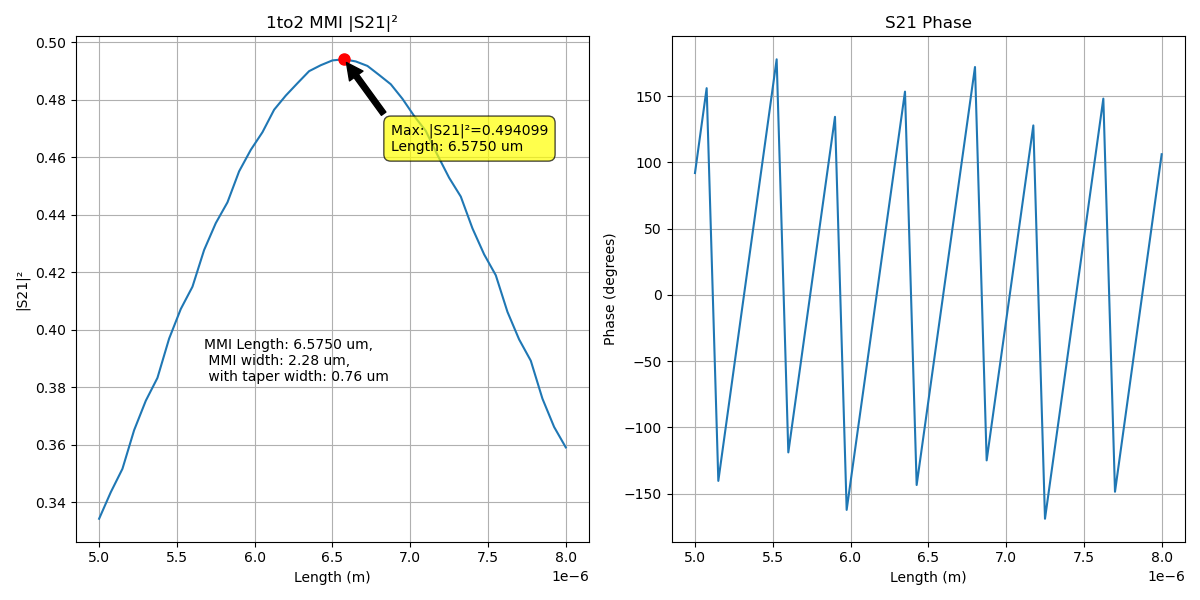 1to2 MMI |S21|²
|S21|²
0.50
0.48
0.46
0.44
0.42
0.40
0.38
0.36
0.34
Max: |S21|²=0.494099
Length: 6.5750 um
MMI Length: 6.5750 um,
MMI width: 2.28 um,
with taper width: 0.76 um
5.0 5.5 6.0 6.5 7.0 7.5 8.0
1e−6
Length (m)
S21 Phase
Phase (degrees)
150
100
50
0
−50
−100
−150
5.0 5.5 6.0 6.5 7.0 7.5 8.0
1e−6
Length (m)